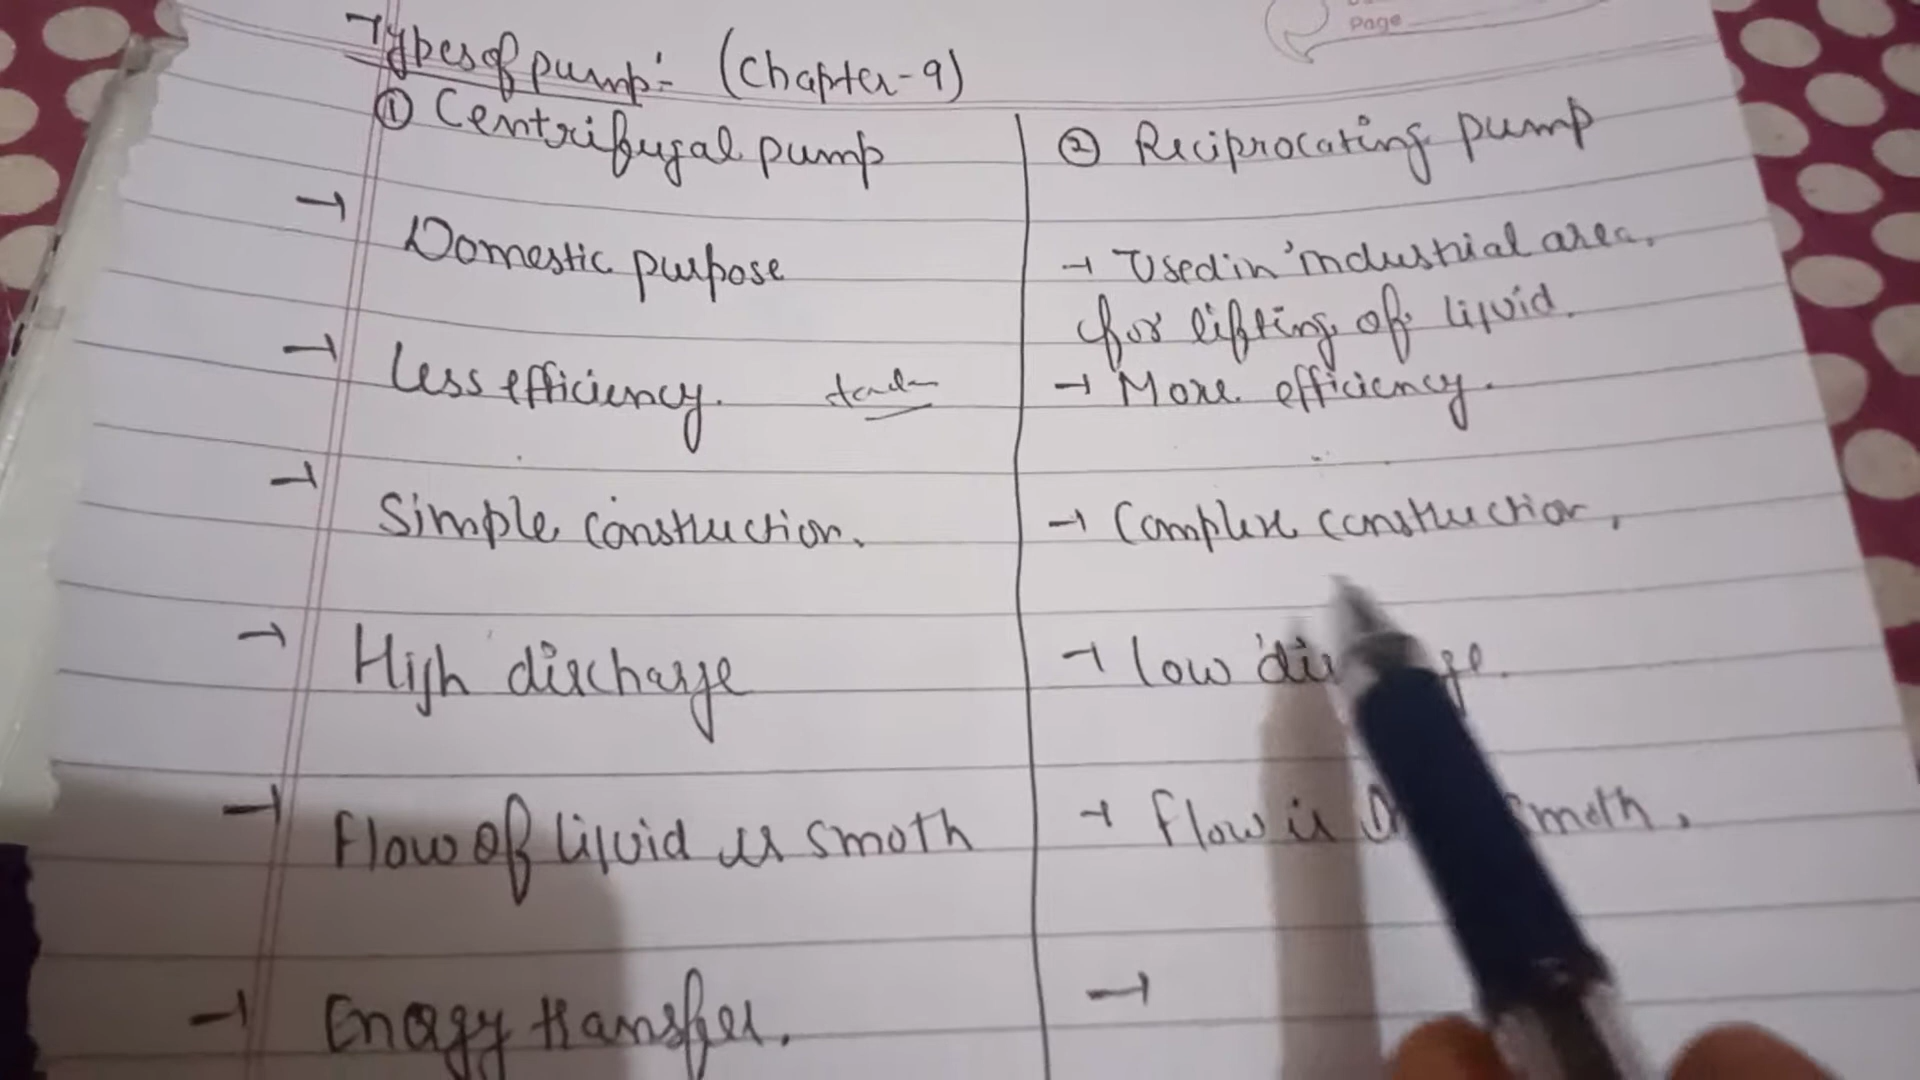 Page
Types of pump:- (Chapter-9)
① Centrifugal pump
② Reciprocating pump
→ Domestic purpose
→ Used in industrial area.
for lifting of liquid.
→ Less efficiency.
→ More efficiency.
→ Simple construction.
→ Complex construction.
→ High discharge
→ Low
→ Flow of liquid is smoth
→ Flow is smoth.
→ Energy transfer.
→